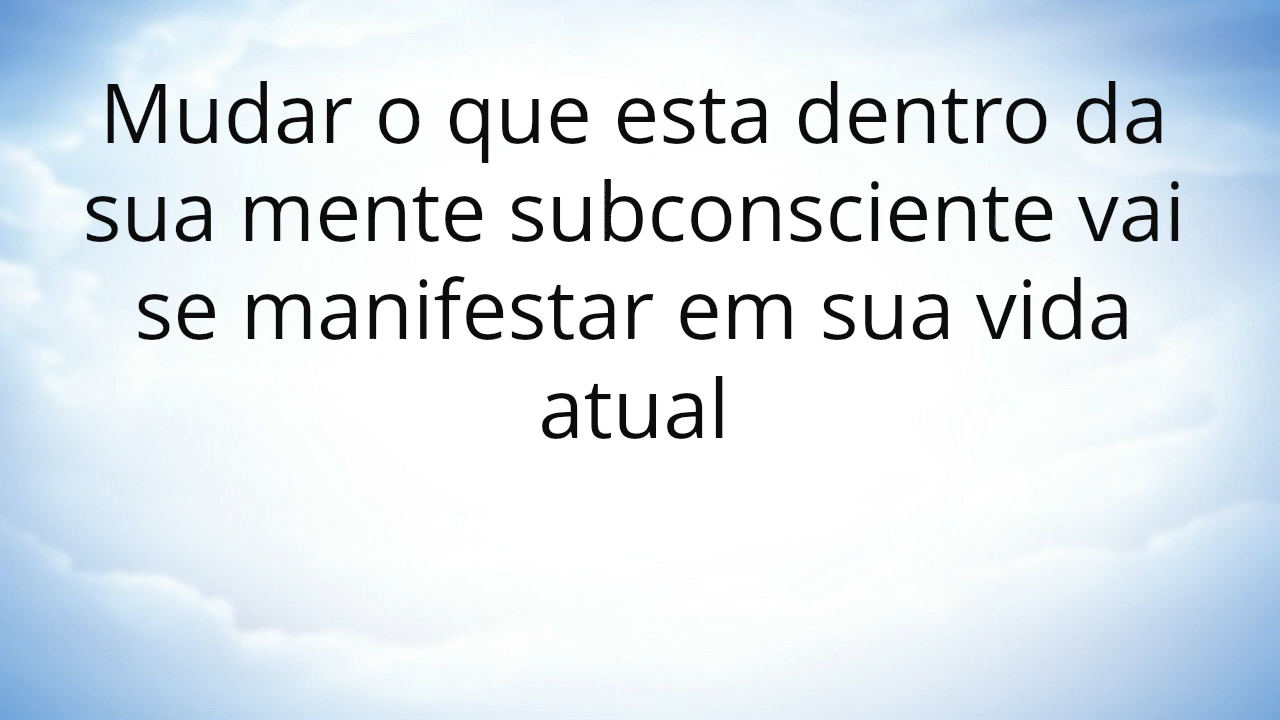 Mudar o que esta dentro da
sua mente subconsciente vai
se manifestar em sua vida
atual